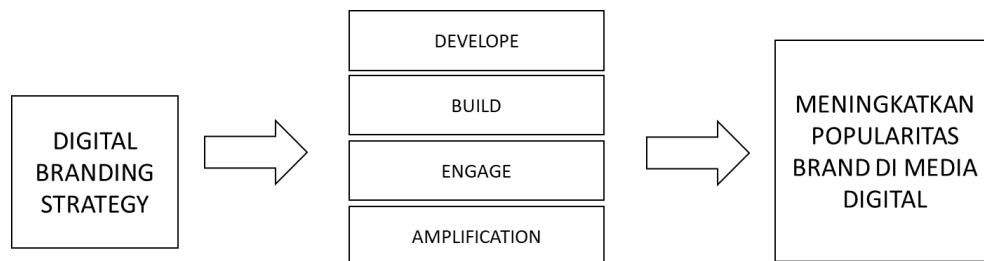 DIGITAL
BRANDING
STRATEGY
DEVELOPE
BUILD
ENGAGE
AMPLIFICATION
MENINGKATKAN
POPULARITAS
BRAND DI MEDIA
DIGITAL